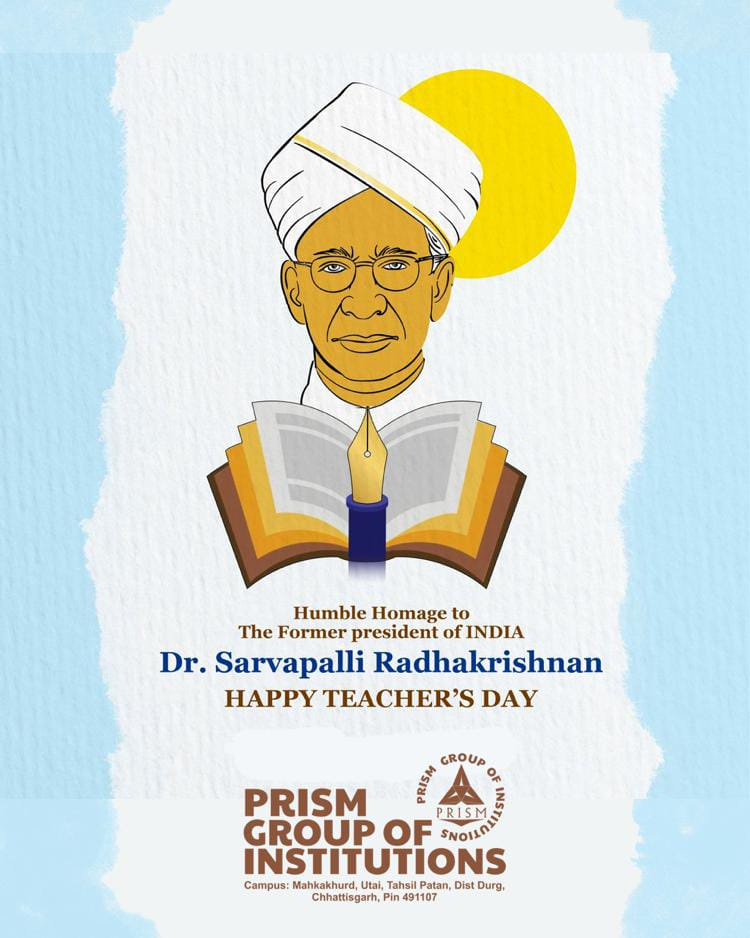 Humble Homage to
The Former president of INDIA
Dr. Sarvapalli Radhakrishnan
HAPPY TEACHER’S DAY
PRISM GROUP OF INSTITUTIONS
PRISM
PRISM
GROUP OF
INSTITUTIONS
Campus: Mahkakhurd, Utai, Tahsil Patan, Dist Durg,
Chhattisgarh, Pin 491107